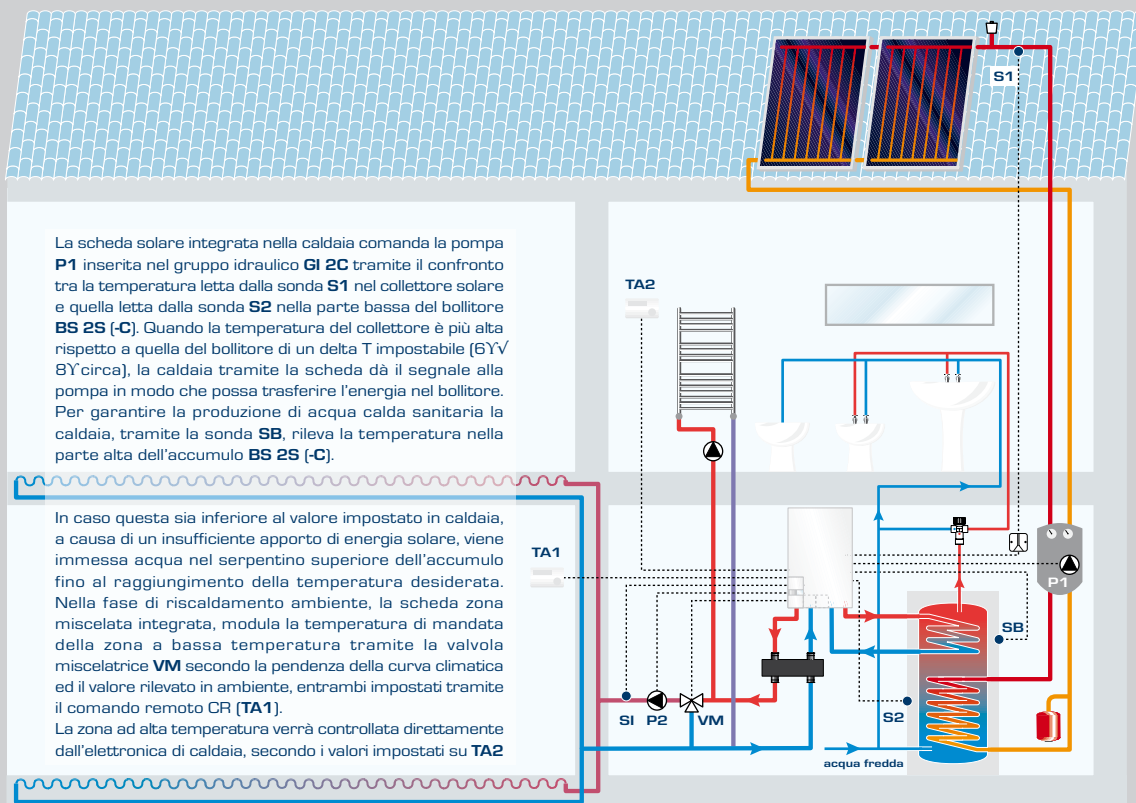 La scheda solare integrata nella caldaia comanda la pompa
P1 inserita nel gruppo idraulico GI 2C tramite il confronto
tra la temperatura letta dalla sonda S1 nel collettore solare
e quella letta dalla sonda S2 nella parte bassa del bollitore
BS 2S (-C). Quando la temperatura del collettore è più alta
rispetto a quella del bollitore di un delta T impostabile (6Ϋ√
8Ϋcirca), la caldaia tramite la scheda dà il segnale alla
pompa in modo che possa trasferire l'energia nel bollitore.
Per garantire la produzione di acqua calda sanitaria la
caldaia, tramite la sonda SB, rileva la temperatura nella
parte alta dell'accumulo BS 2S (-C).
In caso questa sia inferiore al valore impostato in caldaia,
a causa di un insufficiente apporto di energia solare, viene
immessa acqua nel serpentino superiore dell'accumulo
fino al raggiungimento della temperatura desiderata.
Nella fase di riscaldamento ambiente, la scheda zona
miscelata integrata, modula la temperatura di mandata
della zona a bassa temperatura tramite la valvola
miscelatrice VM secondo la pendenza della curva climatica
ed il valore rilevato in ambiente, entrambi impostati tramite
il comando remoto CR (TA1).
La zona ad alta temperatura verrà controllata direttamente
dall'elettronica di caldaia, secondo i valori impostati su TA2
S1
TA2
TA1
P1
SB
S2
SI
P2
VM
acqua fredda